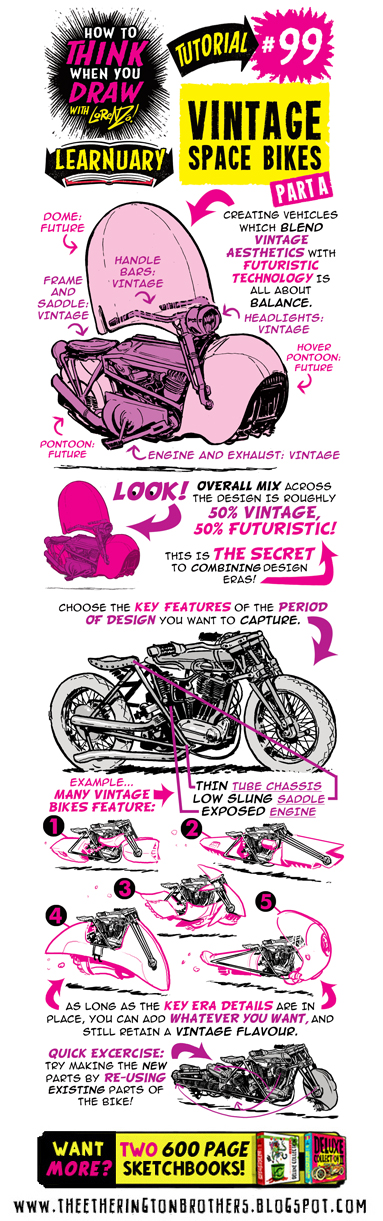 HOW TO
THINK
WHEN YOU
DRAW
WITH LORENZO!
LEARNUARY
TUTORIAL
#99
VINTAGE
SPACE BIKES
PART A
CREATING VEHICLES
WHICH BLEND
VINTAGE
AESTHETICS WITH
FUTURISTIC
TECHNOLOGY IS
ALL ABOUT
BALANCE.
DOME:
FUTURE
HANDLE
BARS:
VINTAGE
FRAME
AND
SADDLE:
VINTAGE
HEADLIGHTS:
VINTAGE
HOVER
PONTOON:
FUTURE
PONTOON:
FUTURE
ENGINE AND EXHAUST: VINTAGE
LOOK!
OVERALL MIX ACROSS
THE DESIGN IS ROUGHLY
50% VINTAGE,
50% FUTURISTIC!
THIS IS THE SECRET
TO COMBINING DESIGN
ERAS!
CHOOSE THE KEY FEATURES OF THE PERIOD
OF DESIGN YOU WANT TO CAPTURE.
EXAMPLE...
MANY VINTAGE
BIKES FEATURE:
THIN TUBE CHASSIS
LOW SLUNG SADDLE
EXPOSED ENGINE
1
2
3
4
5
AS LONG AS THE KEY ERA DETAILS ARE IN
PLACE, YOU CAN ADD WHATEVER YOU WANT, AND
STILL RETAIN A VINTAGE FLAVOUR.
QUICK EXCERCISE:
TRY MAKING THE NEW
PARTS BY RE-USING
EXISTING PARTS OF
THE BIKE!
WANT
MORE?
TWO 600 PAGE
SKETCHBOOKS!
DELUXE
COLLECTION
WWW.THEETHERINGTONBROTHERS.BLOGSPOT.COM